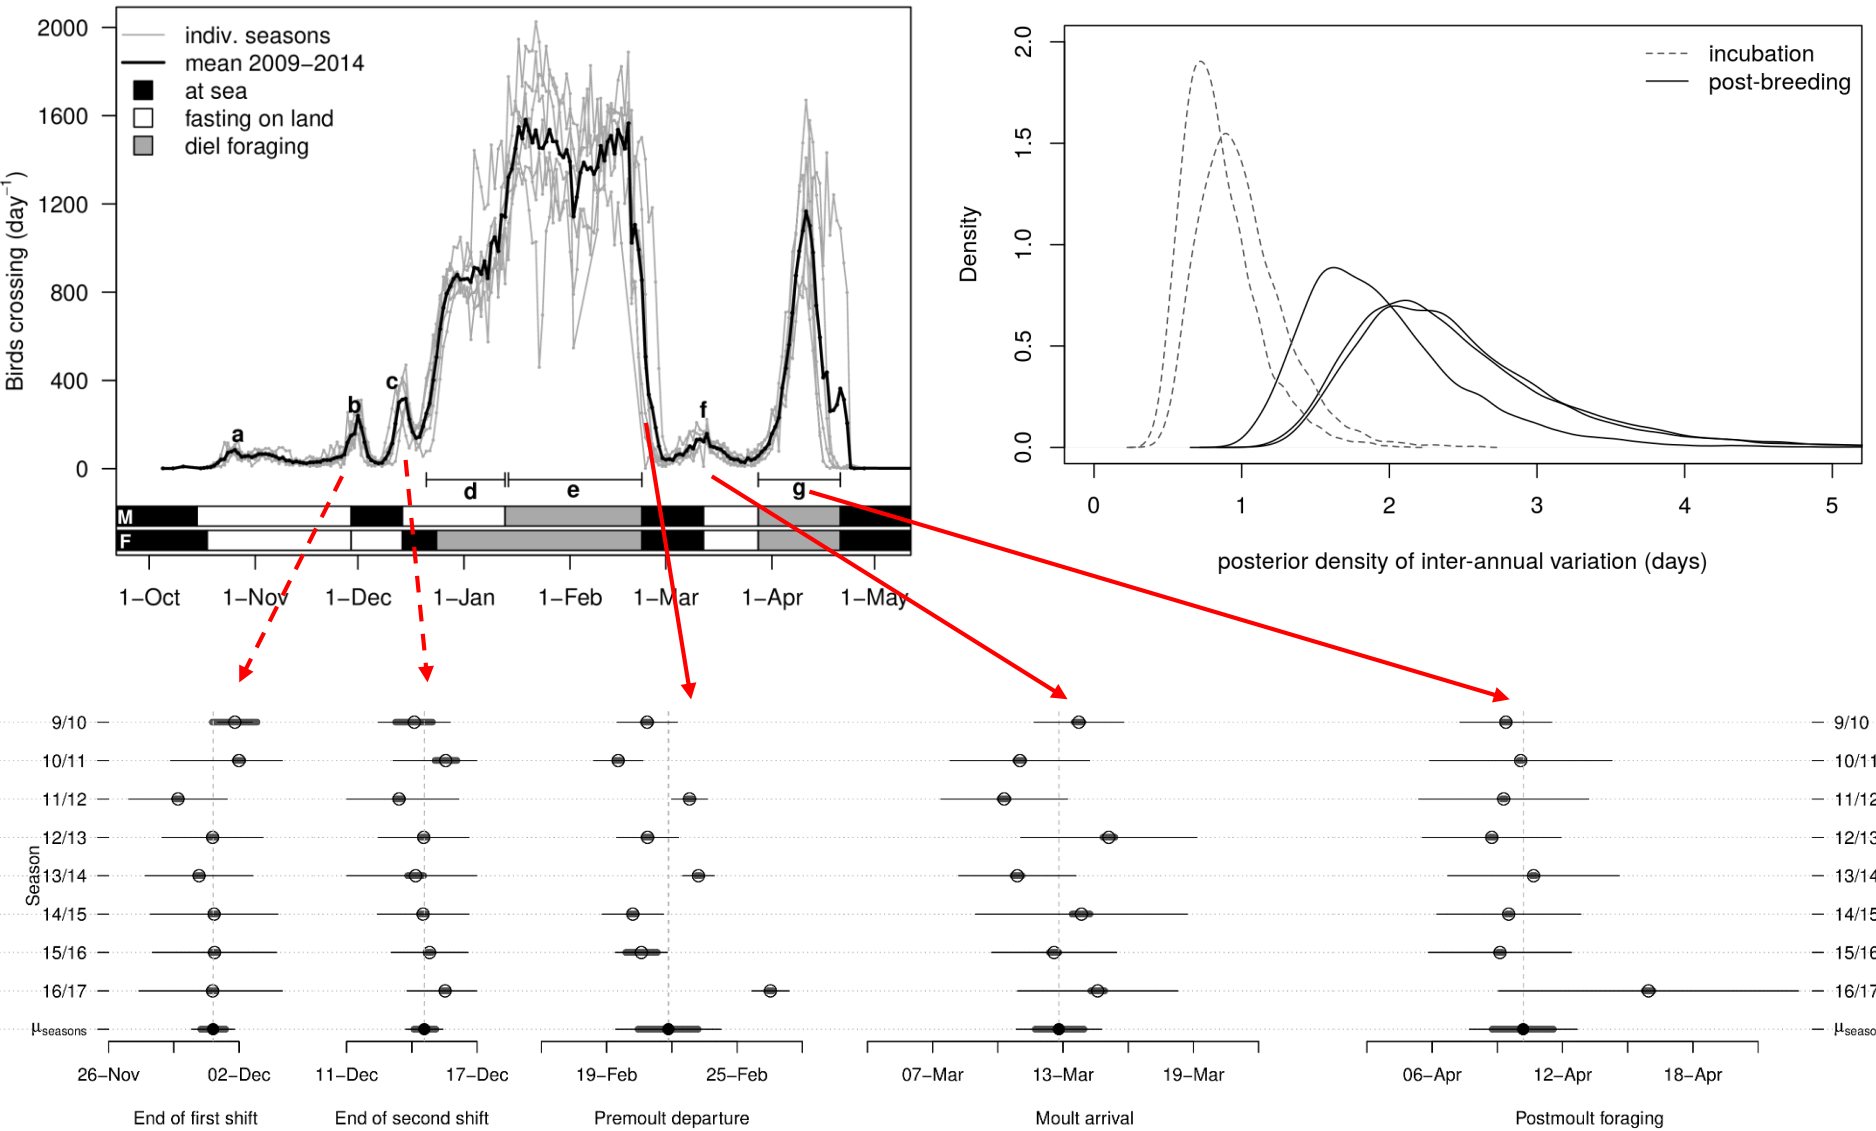 2000
1600
1200
800
400
0
Birds crossing (day−1)
indiv. seasons
mean 2009−2014
at sea
fasting on land
diel foraging
a
b
c
d
e
f
g
M
F
1−Oct
1−Nov
1−Dec
1−Jan
1−Feb
1−Mar
1−Apr
1−May
2.0
1.5
1.0
0.5
0.0
Density
incubation
post−breeding
0
1
2
3
4
5
posterior density of inter−annual variation (days)
Season
9/10
9/10
10/11
10/11
11/12
11/12
12/13
12/13
13/14
13/14
14/15
14/15
15/16
15/16
16/17
16/17
μseasons
μseaso
26−Nov
02−Dec
11−Dec
17−Dec
19−Feb
25−Feb
07−Mar
13−Mar
19−Mar
06−Apr
12−Apr
18−Apr
End of first shift
End of second shift
Premoult departure
Moult arrival
Postmoult foraging